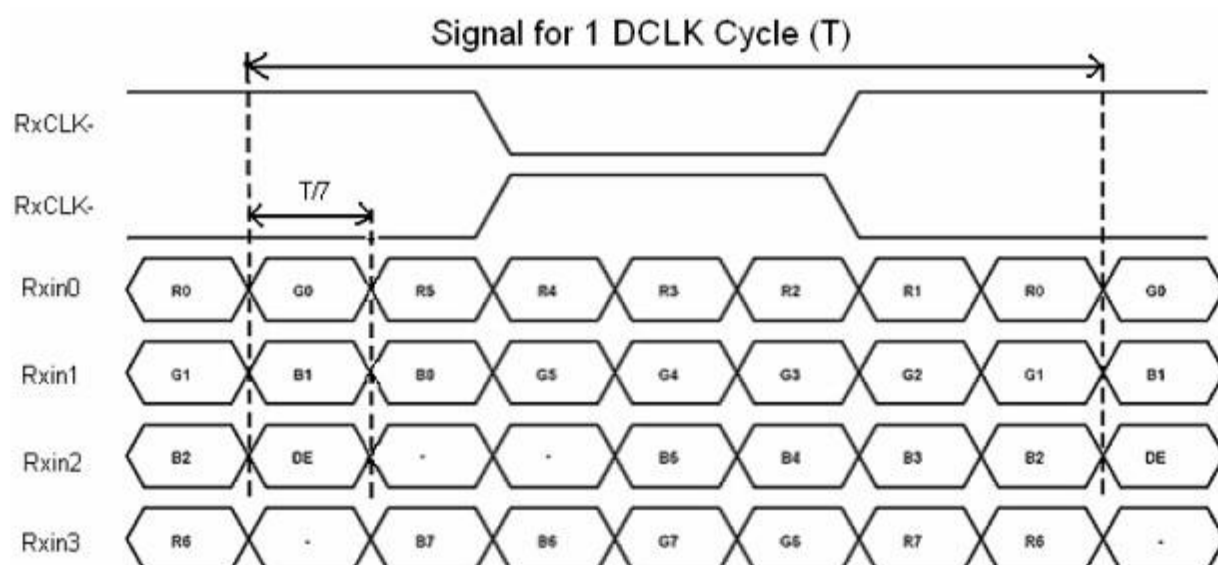 Signal for 1 DCLK Cycle (T)
RxCLK-
T/7
RxCLK-
Rxin0 R0 G0 R5 R4 R3 R2 R1 R0 G0
Rxin1 G1 B1 B0 G5 G4 G3 G2 G1 B1
Rxin2 B2 DE - - B5 B4 B3 B2 DE
Rxin3 R6 - B7 B6 G7 G6 R7 R6 -